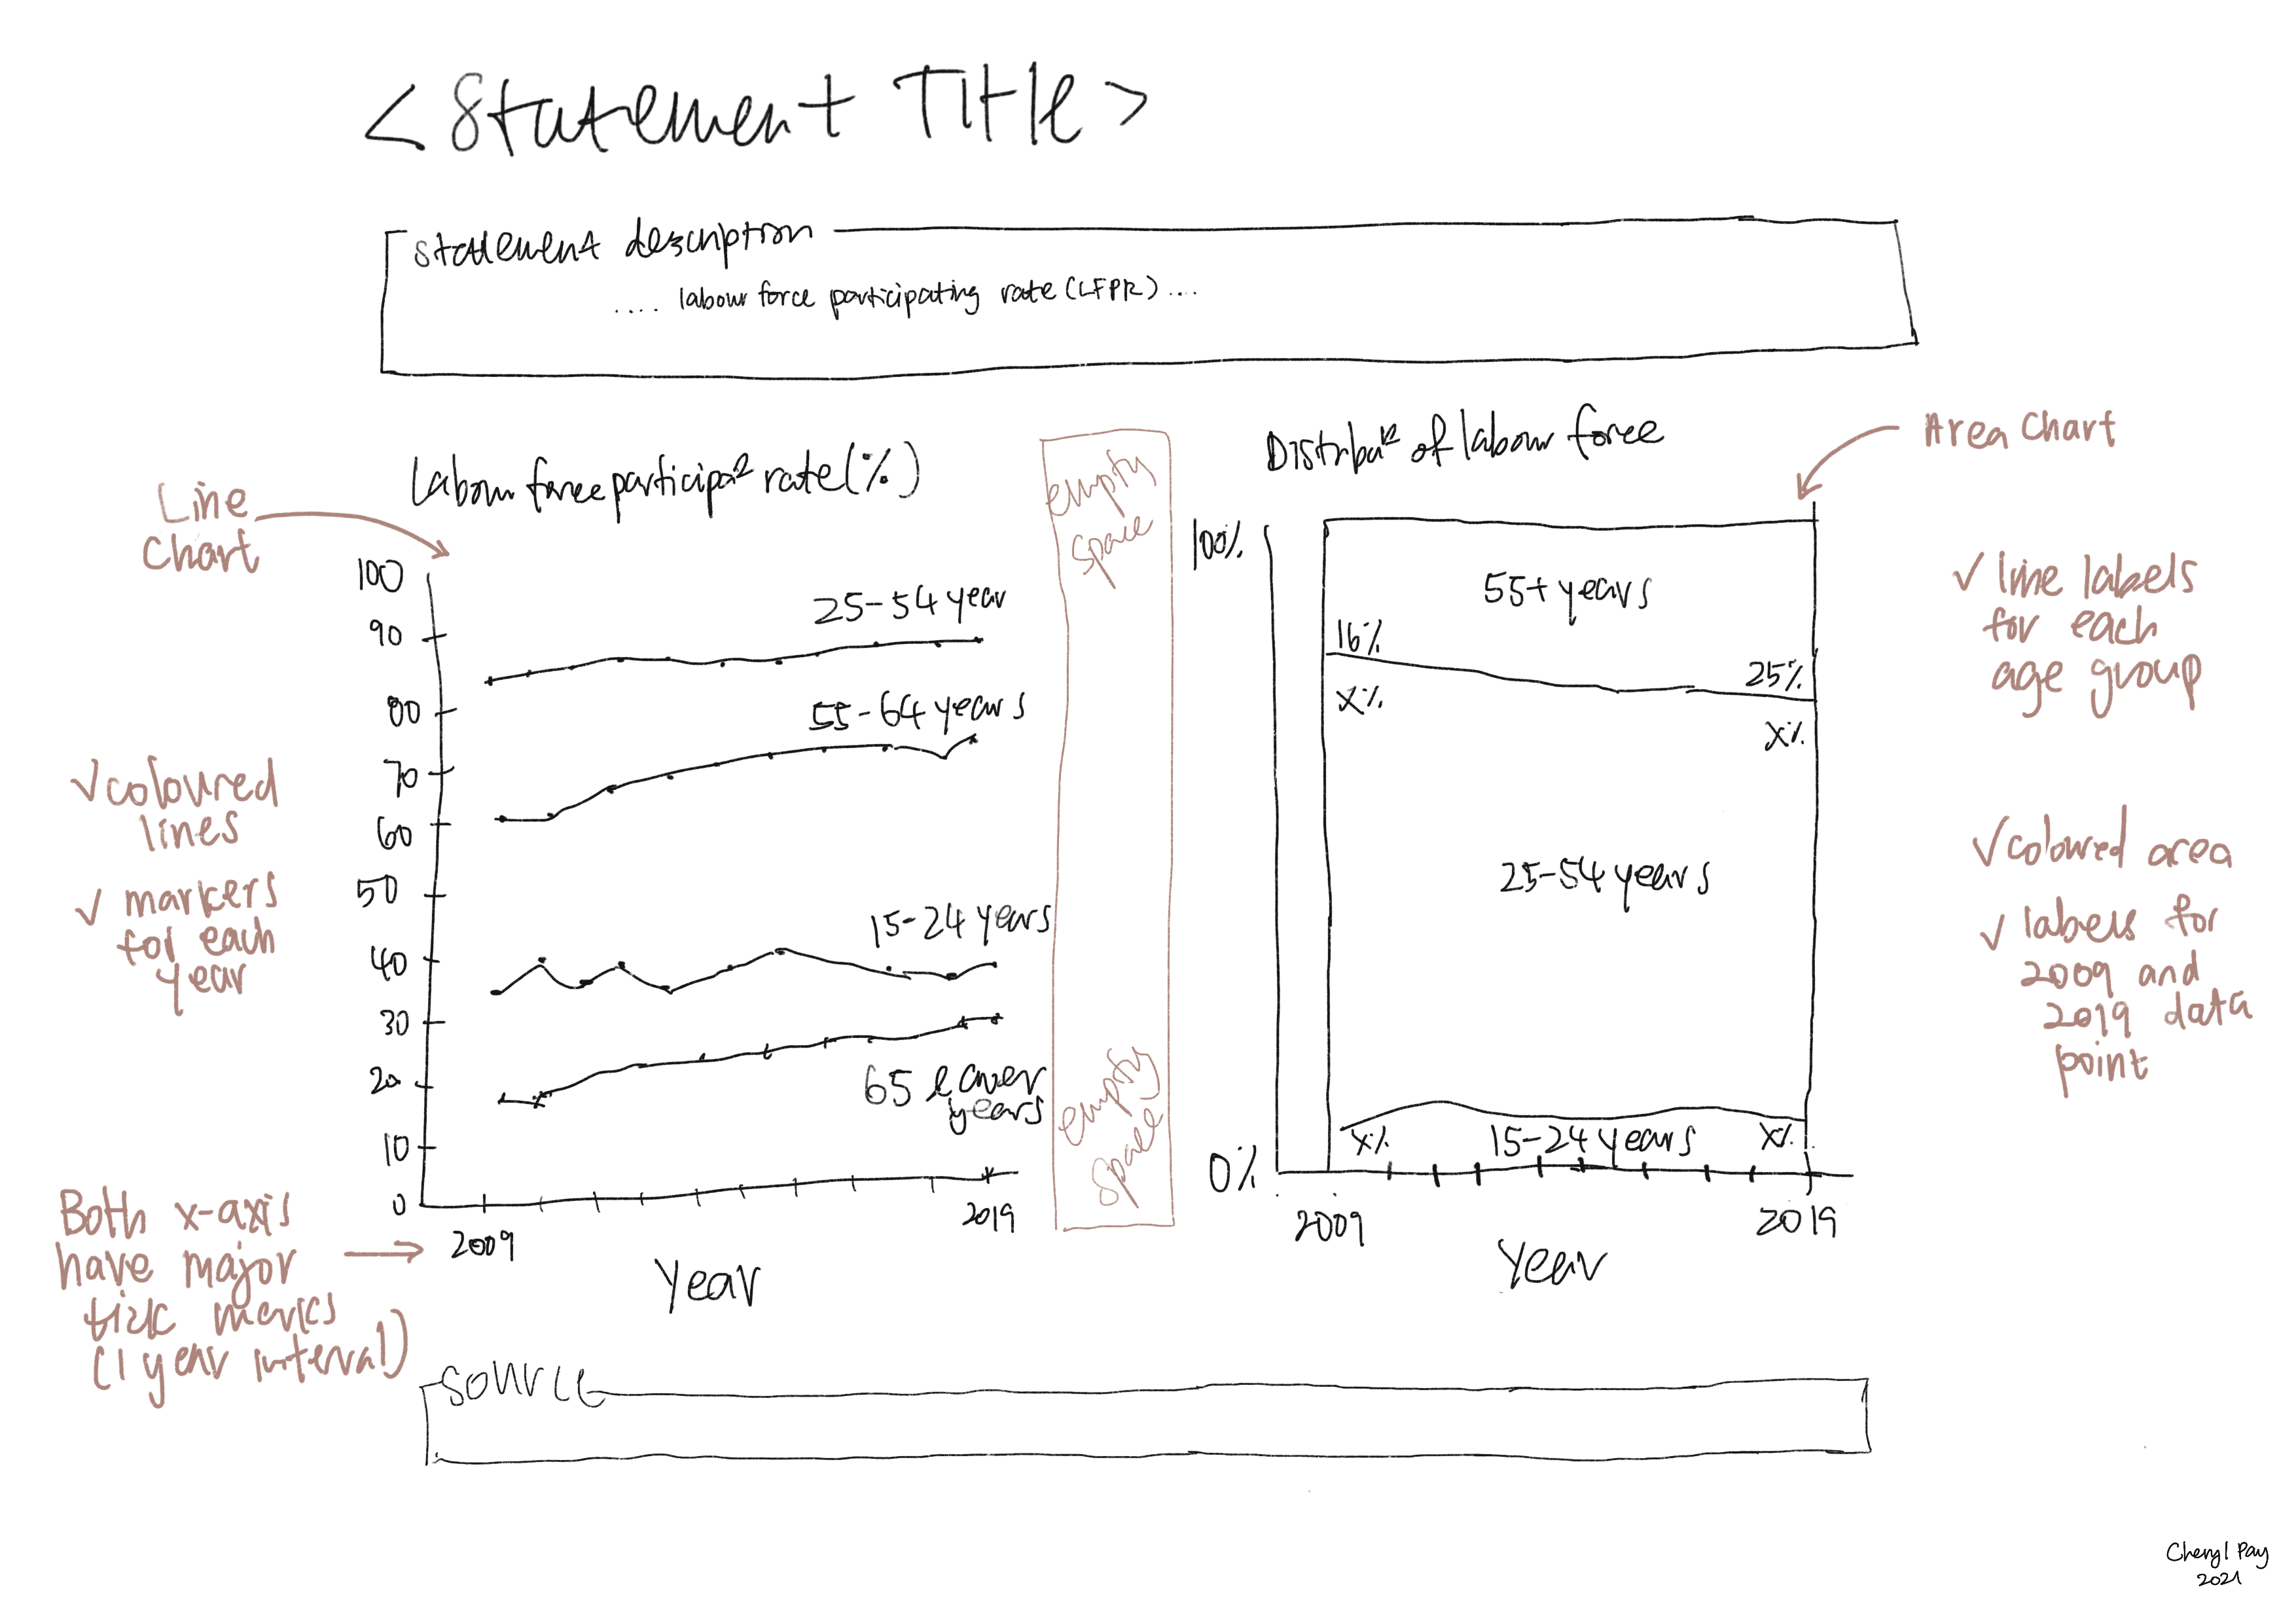 < Statement Title >
statement description
.... labour force participating rate (LFPR) ....
Line
Chart
Labour force participaⁿ rate (%)
100
90
80
70
60
50
40
30
20
10
0
25-54 year
55-64 years
15-24 years
65 &
years
2009
2019
Year
✓ coloured
lines
✓ markers
for each
year
Both x-axis
have major
tick marks
(1 year interval)
empty
space
empty
space
Distribuⁿ of labour force
Area Chart
100%
0%
55+ years
16%
25%
X%
X%
25-54 years
X%
15-24 years
X%
2009
2019
Year
✓ line labels
for each
age group
✓ coloured area
✓ labels for
2009 and
2019 data
point
source
Cheryl Pay
2021